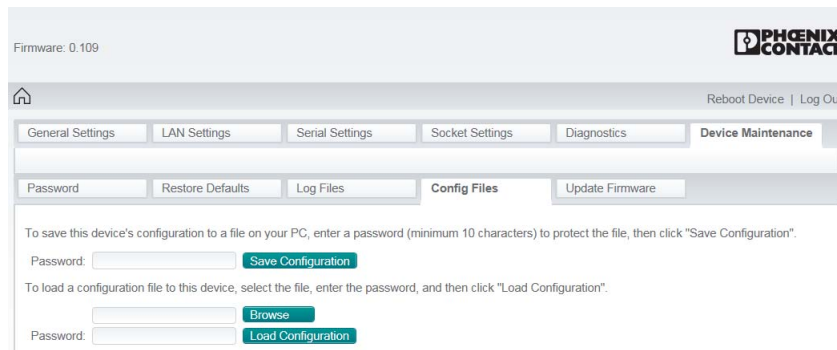 Firmware: 0.109
PHŒNIX
CONTACT
Reboot Device | Log Ou
General Settings LAN Settings Serial Settings Socket Settings Diagnostics Device Maintenance
Password Restore Defaults Log Files Config Files Update Firmware
To save this device's configuration to a file on your PC, enter a password (minimum 10 characters) to protect the file, then click "Save Configuration".
Password: Save Configuration
To load a configuration file to this device, select the file, enter the password, and then click "Load Configuration".
Browse
Password: Load Configuration